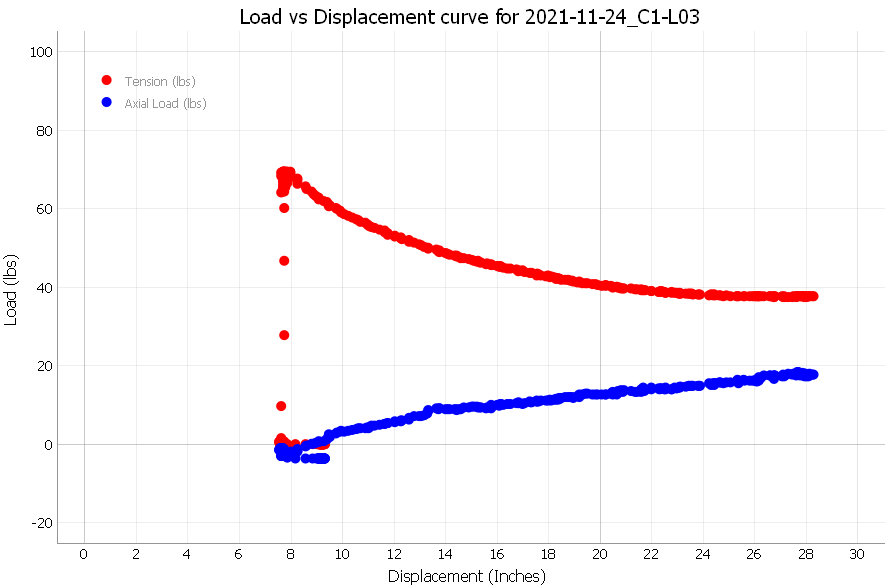 Load vs Displacement curve for 2021-11-24_C1-L03
Tension (lbs)
Axial Load (lbs)
Load (lbs)
100
80
60
40
20
0
-20
0 2 4 6 8 10 12 14 16 18 20 22 24 26 28 30
Displacement (Inches)